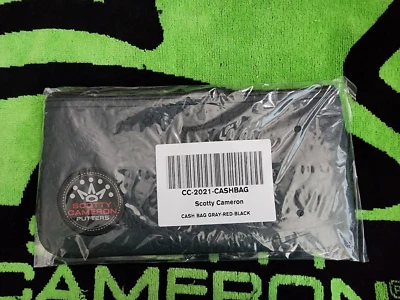 CC-2021-CASHBAG
Scotty Cameron
CASH BAG GRAY-RED-BLACK
SCOTTY
CAMERON
PUTTERS
CAMERON